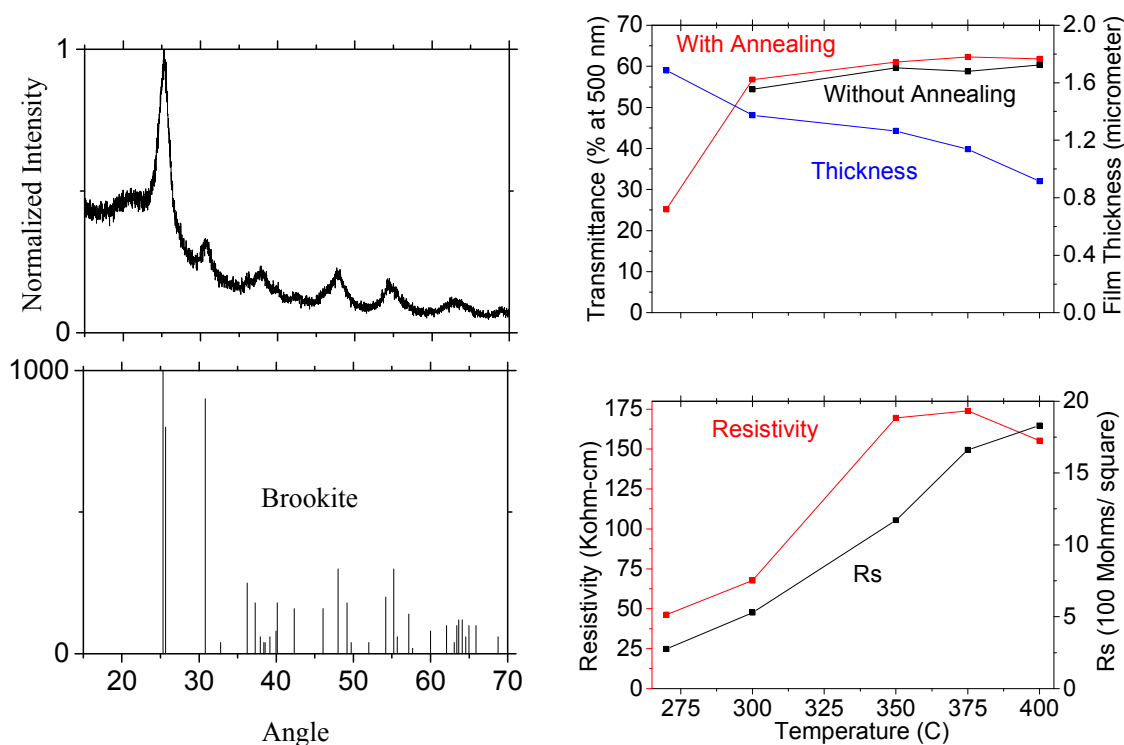 1
0
Normalized Intensity
1000
0
Brookite
20 30 40 50 60 70
Angle
70
60
50
40
30
20
10
0
Transmittance (% at 500 nm)
With Annealing
Without Annealing
Thickness
2.0
1.6
1.2
0.8
0.4
0.0
Film Thickness (micrometer)
175
150
125
100
75
50
25
0
Resistivity (Kohm-cm)
Resistivity
Rs
20
15
10
5
0
Rs (100 Mohms/ square)
275 300 325 350 375 400
Temperature (C)